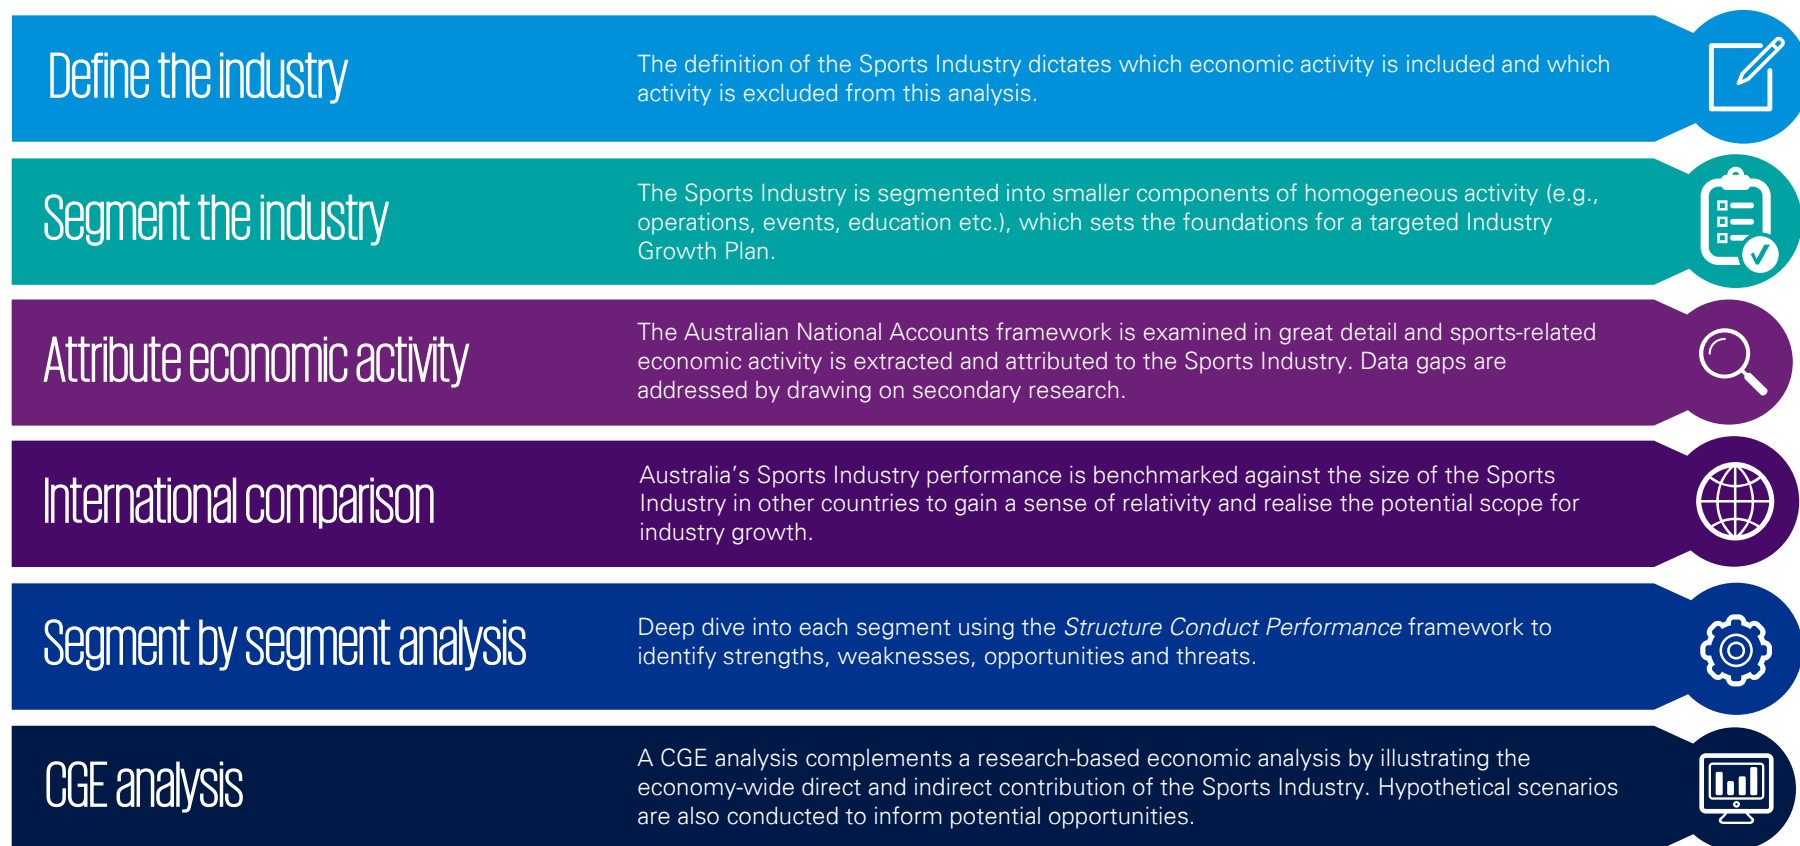 Define the industry
The definition of the Sports Industry dictates which economic activity is included and which
activity is excluded from this analysis.
Segment the industry
The Sports Industry is segmented into smaller components of homogeneous activity (e.g.,
operations, events, education etc.), which sets the foundations for a targeted Industry
Growth Plan.
Attribute economic activity
The Australian National Accounts framework is examined in great detail and sports-related
economic activity is extracted and attributed to the Sports Industry. Data gaps are
addressed by drawing on secondary research.
International comparison
Australia’s Sports Industry performance is benchmarked against the size of the Sports
Industry in other countries to gain a sense of relativity and realise the potential scope for
industry growth.
Segment by segment analysis
Deep dive into each segment using the Structure Conduct Performance framework to
identify strengths, weaknesses, opportunities and threats.
CGE analysis
A CGE analysis complements a research-based economic analysis by illustrating the
economy-wide direct and indirect contribution of the Sports Industry. Hypothetical scenarios
are also conducted to inform potential opportunities.